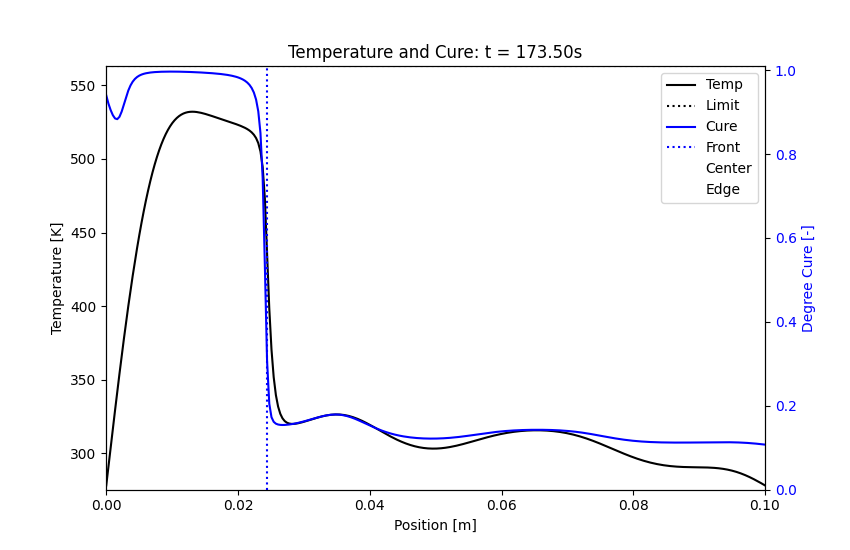 Temperature and Cure: t = 173.50s
Temperature [K]
550
500
450
400
350
300
Temp
Limit
Cure
Front
Center
Edge
1.0
0.8
0.6
0.4
0.2
0.0
Degree Cure [-]
0.00 0.02 0.04 0.06 0.08 0.10
Position [m]